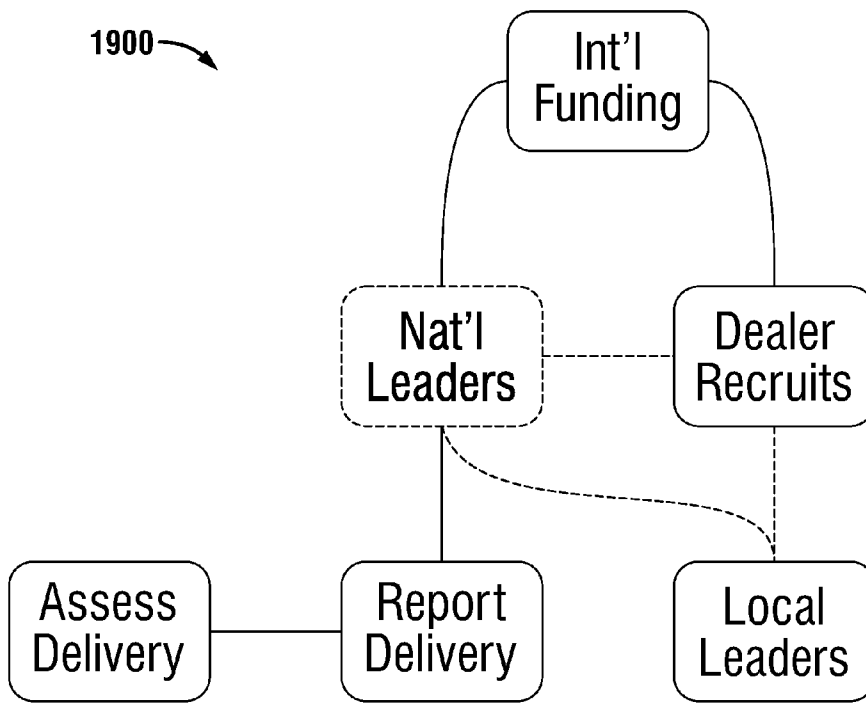 1900
Int'l
Funding
Nat'l
Leaders
Dealer
Recruits
Assess
Delivery
Report
Delivery
Local
Leaders